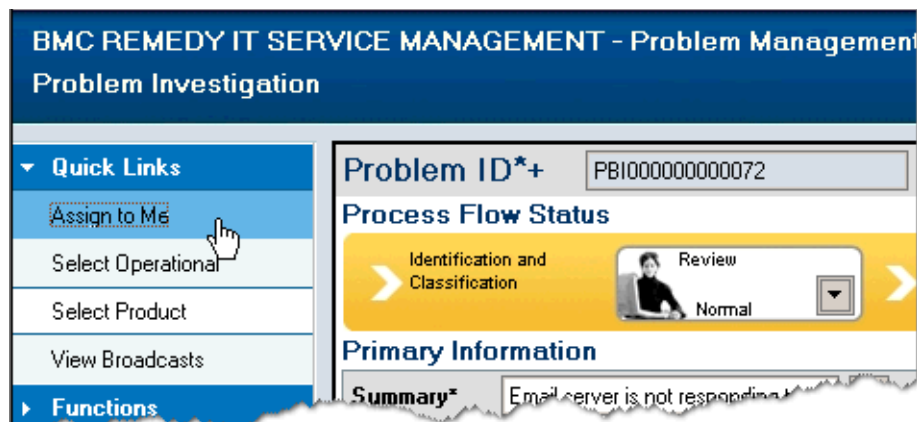 BMC REMEDY IT SERVICE MANAGEMENT - Problem Management
Problem Investigation
Quick Links
Assign to Me
Select Operational
Select Product
View Broadcasts
Functions
Problem ID*+ PBI000000000072
Process Flow Status
Identification and
Classification
Review
Normal
Primary Information
Summary* Email server is not responding